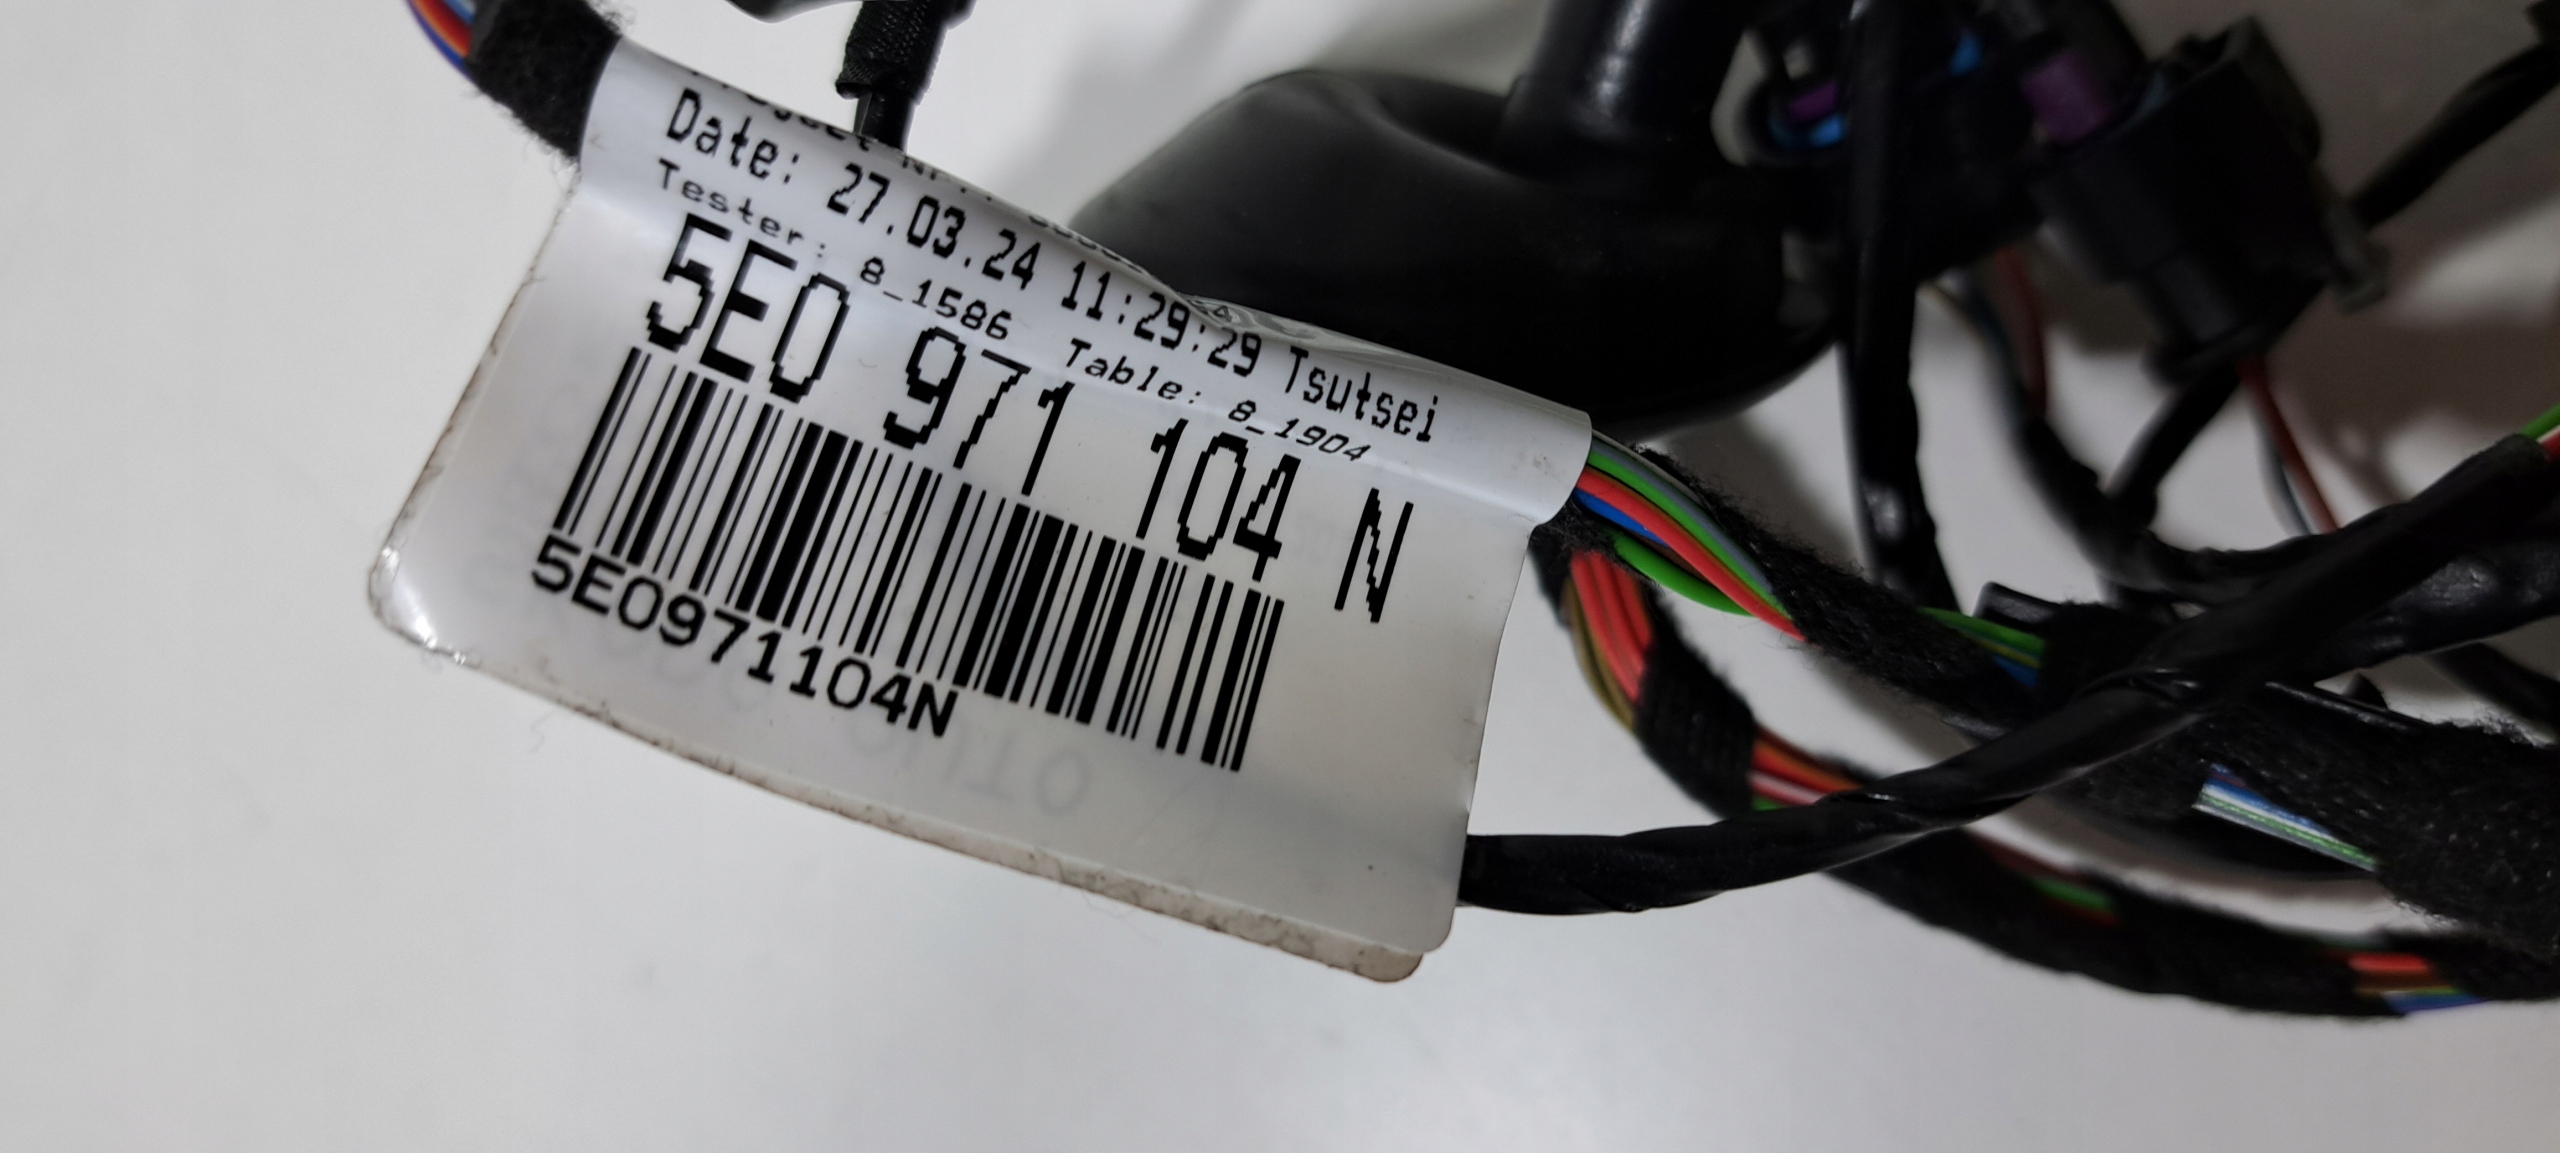 Date: 27.03.24 11:29:29 Tsutsei
Tester: 8_1586 Table: 8_1904
5E0 971 104 N
5E0971104N